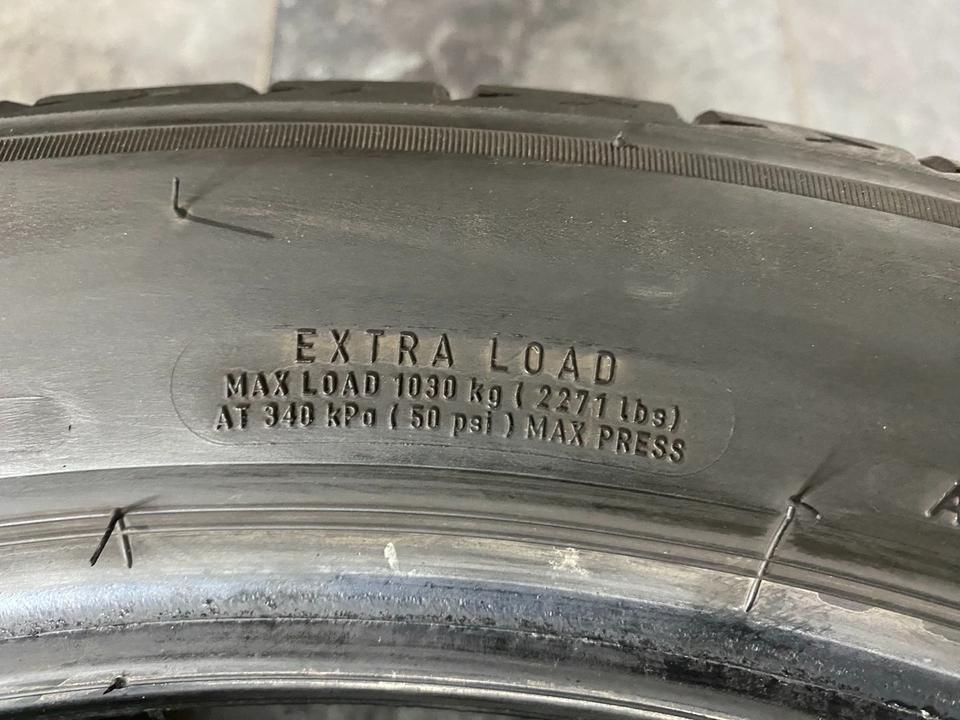 EXTRA LOAD
MAX LOAD 1030 kg ( 2271 lbs)
AT 340 kPa ( 50 psi ) MAX PRESS
A